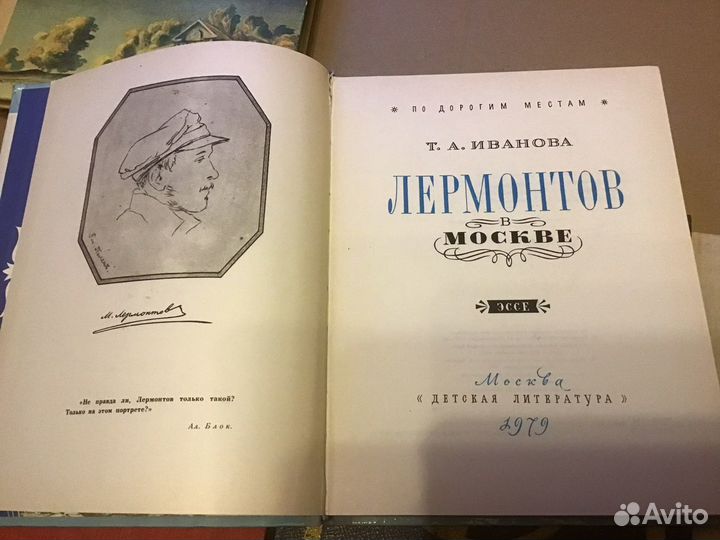 М. Лермонтов
«Не правда ли, Лермонтов только такой?
Только на этом портрете?»
Ал. Блок.
* ПО ДОРОГИМ МЕСТАМ *
Т. А. ИВАНОВА
ЛЕРМОНТОВ
В
МОСКВЕ
ЭССЕ
Москва
« ДЕТСКАЯ ЛИТЕРАТУРА »
1979
Avito